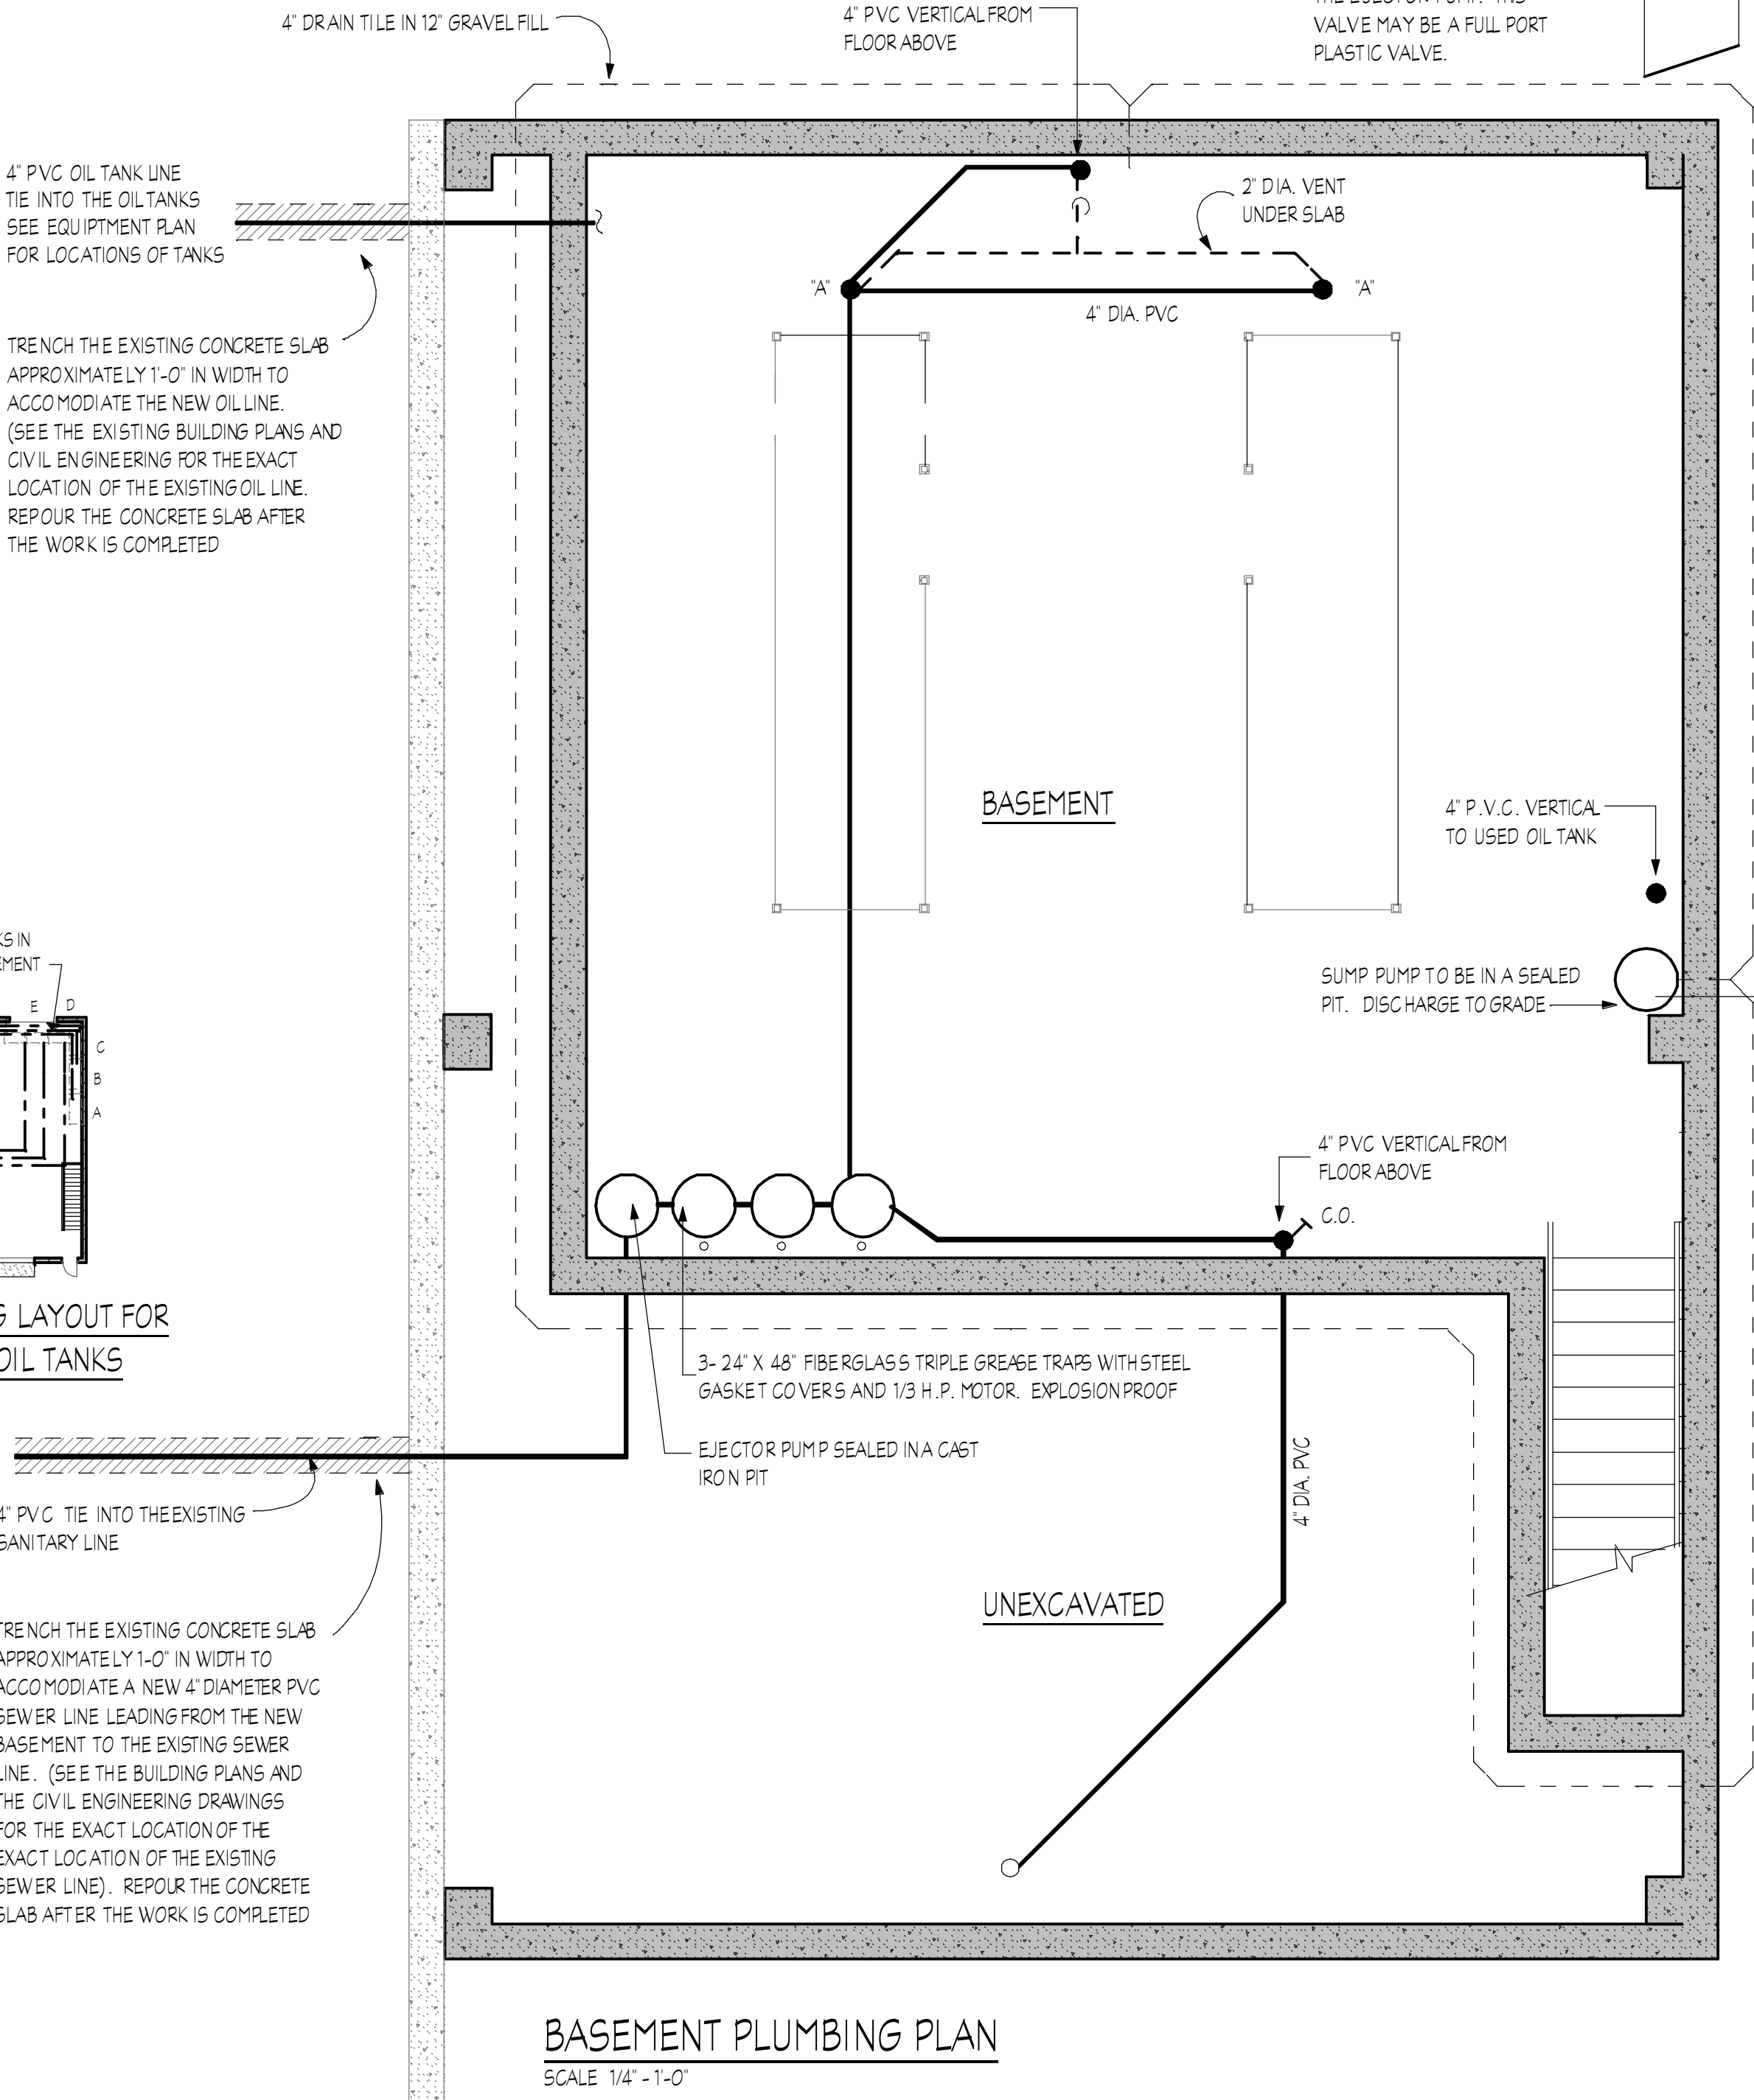 4" DRAIN TILE IN 12" GRAVEL FILL
4" PVC VERTICAL FROM
FLOOR ABOVE
VALVE MAY BE A FULL PORT
PLASTIC VALVE.
4" PVC OIL TANK LINE
TIE INTO THE OIL TANKS
SEE EQUIPTMENT PLAN
FOR LOCATIONS OF TANKS
2" DIA. VENT
UNDER SLAB
"A"
"A"
4" DIA. PVC
TRENCH THE EXISTING CONCRETE SLAB
APPROXIMATELY 1'-0" IN WIDTH TO
ACCOMODIATE THE NEW OIL LINE.
(SEE THE EXISTING BUILDING PLANS AND
CIVIL ENGINEERING FOR THE EXACT
LOCATION OF THE EXISTING OIL LINE.
REPOUR THE CONCRETE SLAB AFTER
THE WORK IS COMPLETED
BASEMENT
4" P.V.C. VERTICAL
TO USED OIL TANK
SUMP PUMP TO BE IN A SEALED
PIT. DISCHARGE TO GRADE
KS IN
EMENT
E D
C
B
A
4" PVC VERTICAL FROM
FLOOR ABOVE
C.O.
G LAYOUT FOR
OIL TANKS
3- 24" X 48" FIBERGLASS TRIPLE GREASE TRAPS WITH STEEL
GASKET COVERS AND 1/3 H.P. MOTOR. EXPLOSION PROOF
EJECTOR PUMP SEALED IN A CAST
IRON PIT
4" DIA. PVC
4" PVC TIE INTO THE EXISTING
SANITARY LINE
UNEXCAVATED
TRENCH THE EXISTING CONCRETE SLAB
APPROXIMATELY 1-0" IN WIDTH TO
ACCOMODIATE A NEW 4" DIAMETER PVC
SEWER LINE LEADING FROM THE NEW
BASEMENT TO THE EXISTING SEWER
LINE. (SEE THE BUILDING PLANS AND
THE CIVIL ENGINEERING DRAWINGS
FOR THE EXACT LOCATION OF THE
EXACT LOCATION OF THE EXISTING
SEWER LINE). REPOUR THE CONCRETE
SLAB AFTER THE WORK IS COMPLETED
BASEMENT PLUMBING PLAN
SCALE 1/4" - 1'-0"